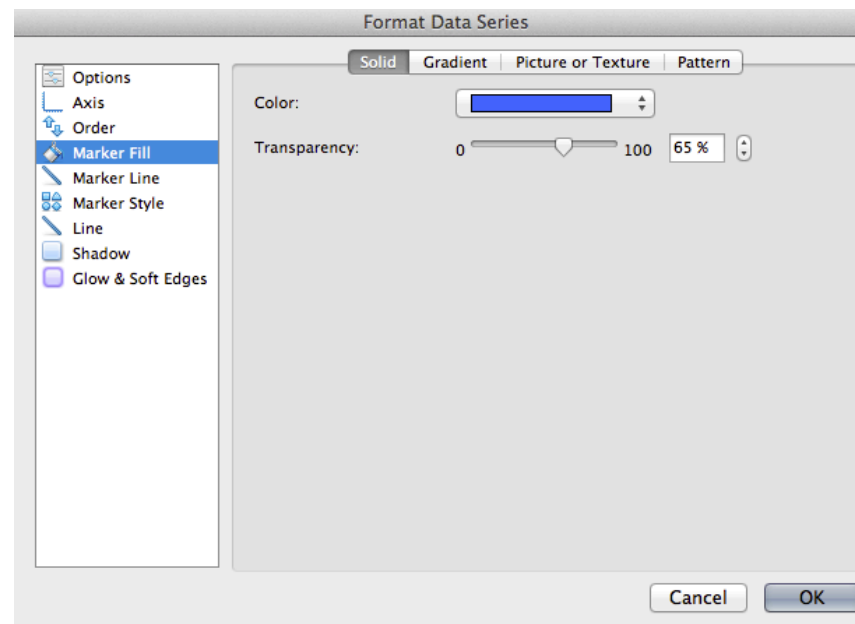 Format Data Series
Options
Axis
Order
Marker Fill
Marker Line
Marker Style
Line
Shadow
Glow & Soft Edges
Solid Gradient Picture or Texture Pattern
Color:
Transparency: 0 100 65 %
Cancel OK